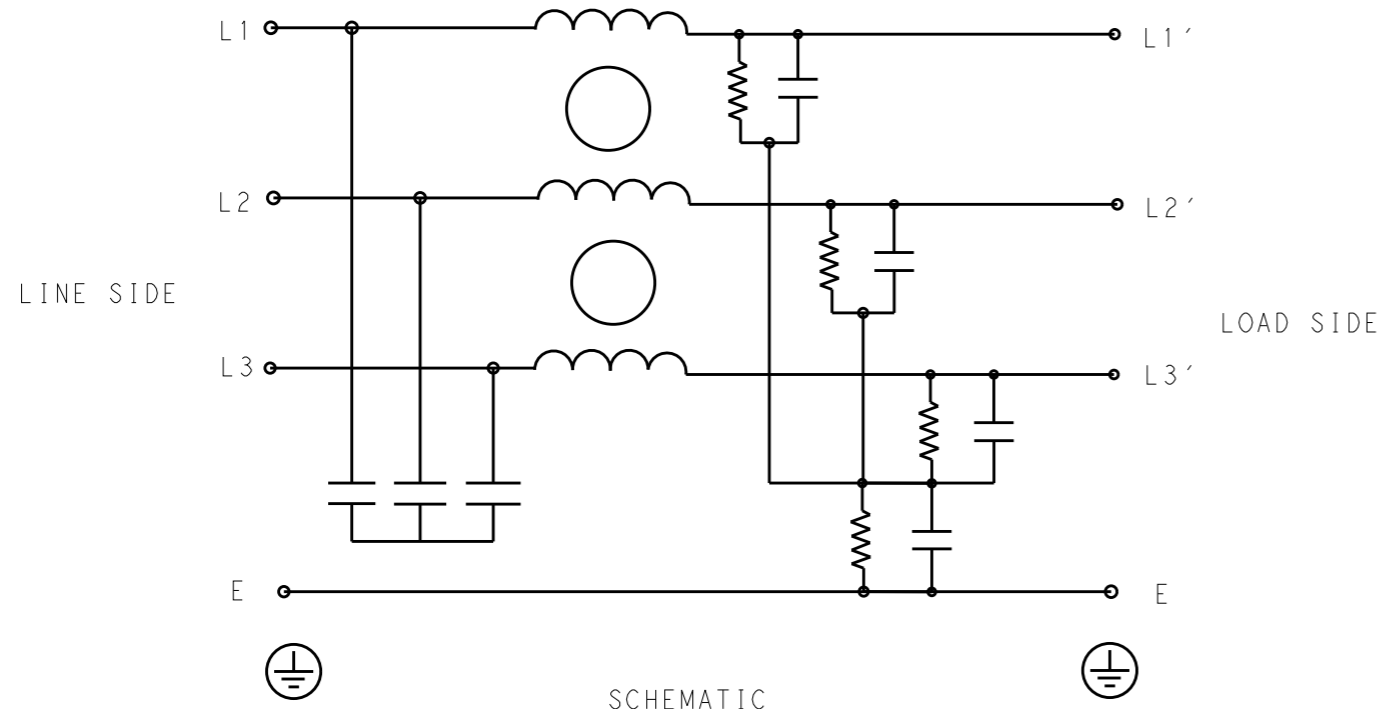 L1
L1´
L2
L2´
LINE SIDE
LOAD SIDE
L3
L3´
E
E
SCHEMATIC